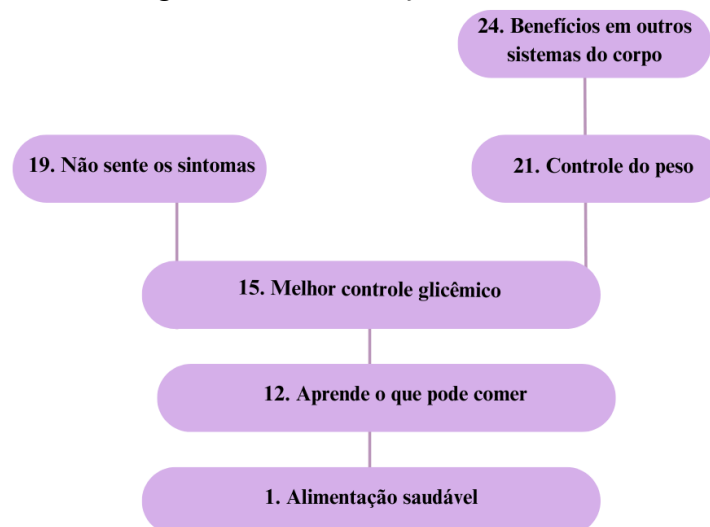 24. Benefícios em outros
sistemas do corpo
19. Não sente os sintomas
21. Controle do peso
15. Melhor controle glicêmico
12. Aprende o que pode comer
1. Alimentação saudável